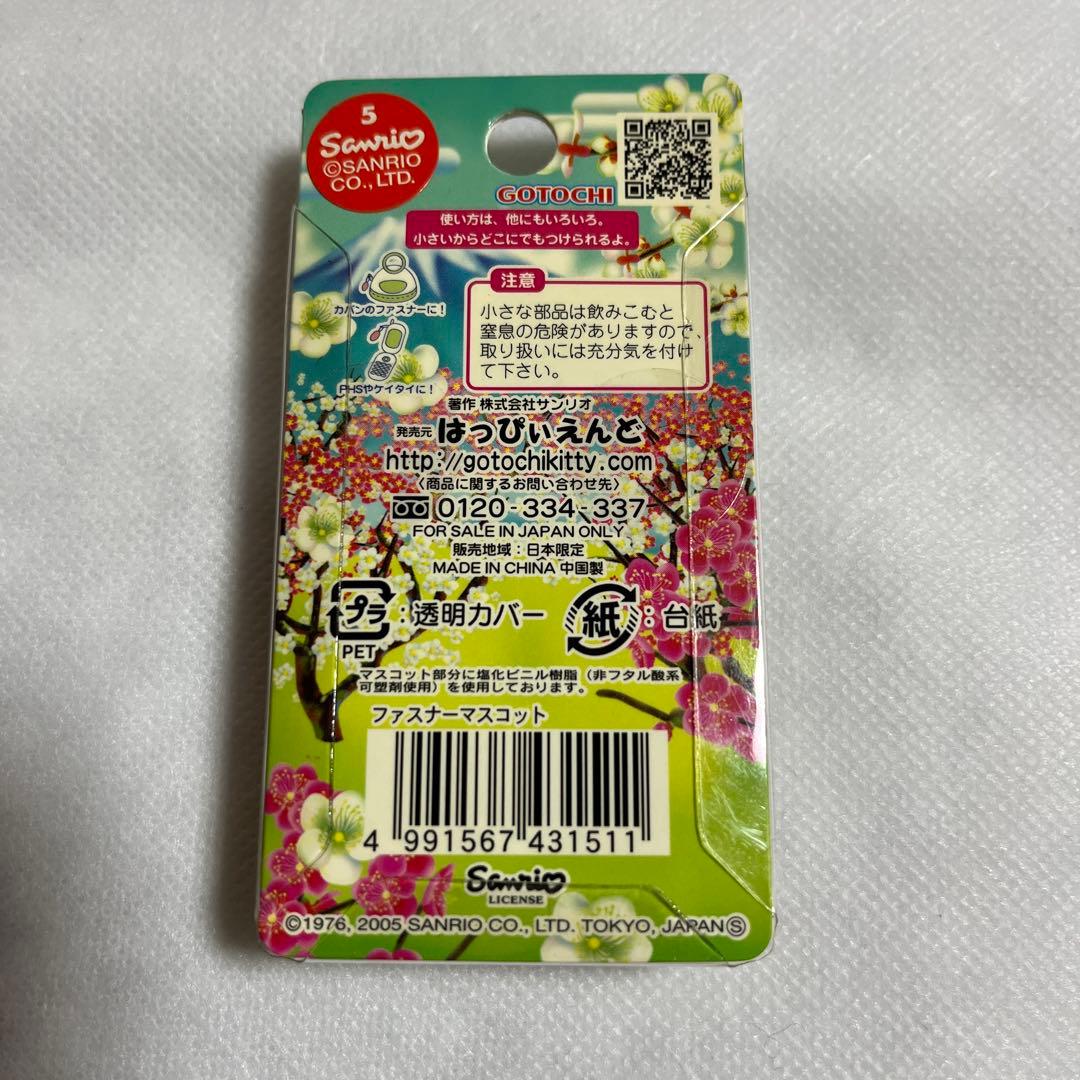 5
Sanrio
©SANRIO
CO., LTD.
GOTOCHI
使い方は、他にもいろいろ。
小さいからどこにでもつけられるよ。
カバンのファスナーに!
PHSやケイタイに!
注意
小さな部品は飲みこむと
窒息の危険がありますので、
取り扱いには充分気を付け
て下さい。
著作 株式会社サンリオ
発売元 はっぴぃえんど
http://gotochikitty.com
〈商品に関するお問い合わせ先〉
0120-334-337
FOR SALE IN JAPAN ONLY
販売地域：日本限定
MADE IN CHINA 中国製
プラ：透明カバー
PET
紙：台紙
マスコット部分に塩化ビニル樹脂（非フタル酸系
可塑剤使用）を使用しております。
ファスナーマスコット
4 991567 431511
Sanrio
LICENSE
©1976, 2005 SANRIO CO., LTD. TOKYO, JAPAN Ⓢ